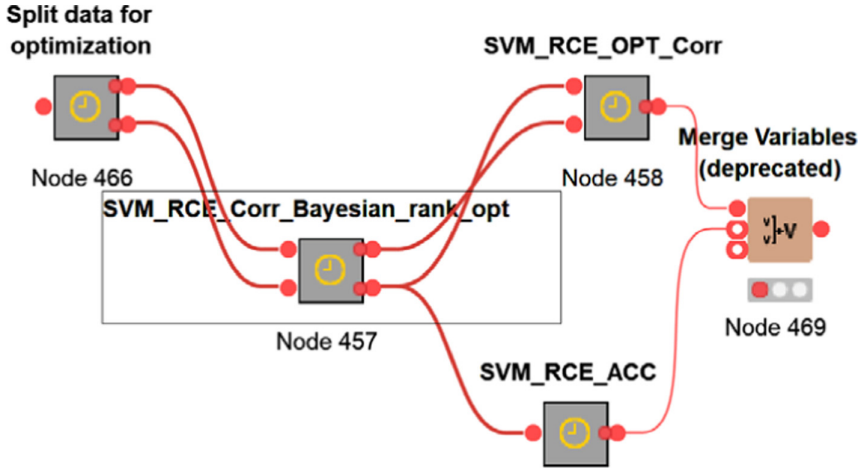 Split data for
optimization
Node 466
SVM_RCE_Corr_Bayesian_rank_opt
Node 457
SVM_RCE_OPT_Corr
Node 458
Merge Variables
(deprecated)
V
V
+V
Node 469
SVM_RCE_ACC